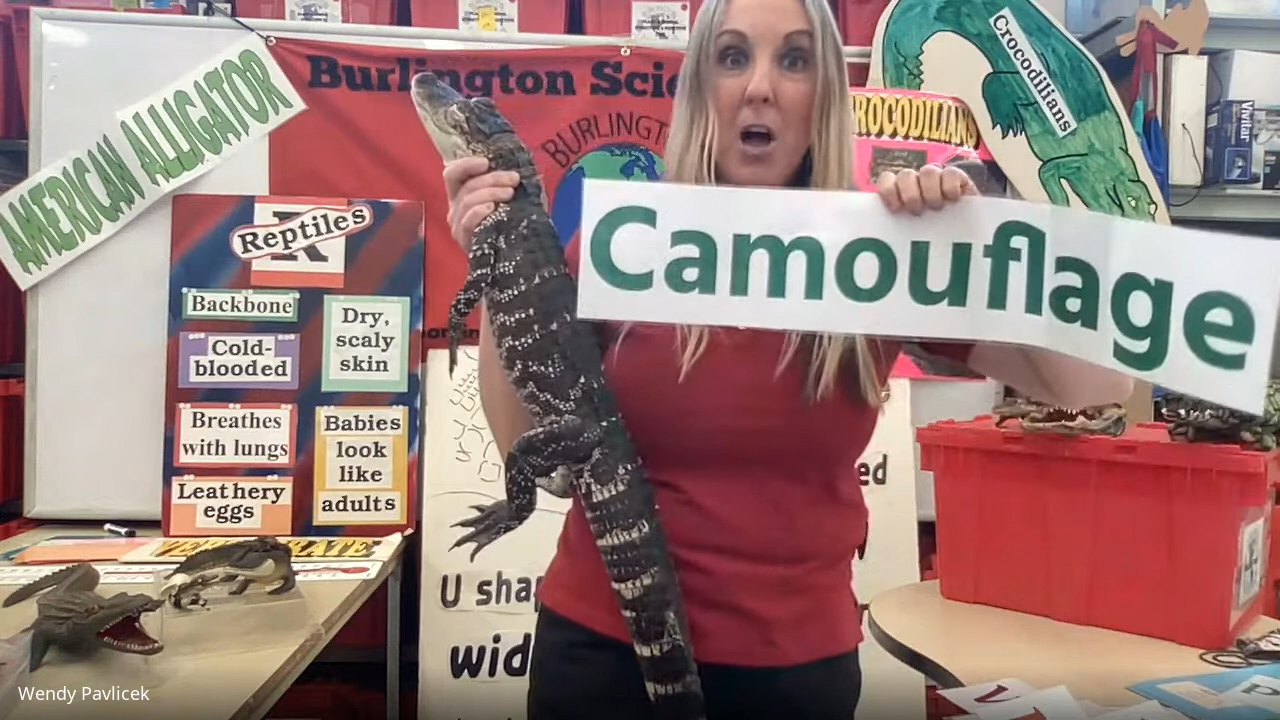 AMERICAN ALLIGATOR
Burlington Scie
BURLINGT
CROCODILIANS
Crocodilians
Vivitar
Reptiles
R
Backbone
Cold-
blooded
Dry,
scaly
skin
Breathes
with lungs
Babies
look
like
adults
Leathery
eggs
Camouflage
U sha
wid
ed
Wendy Pavlicek